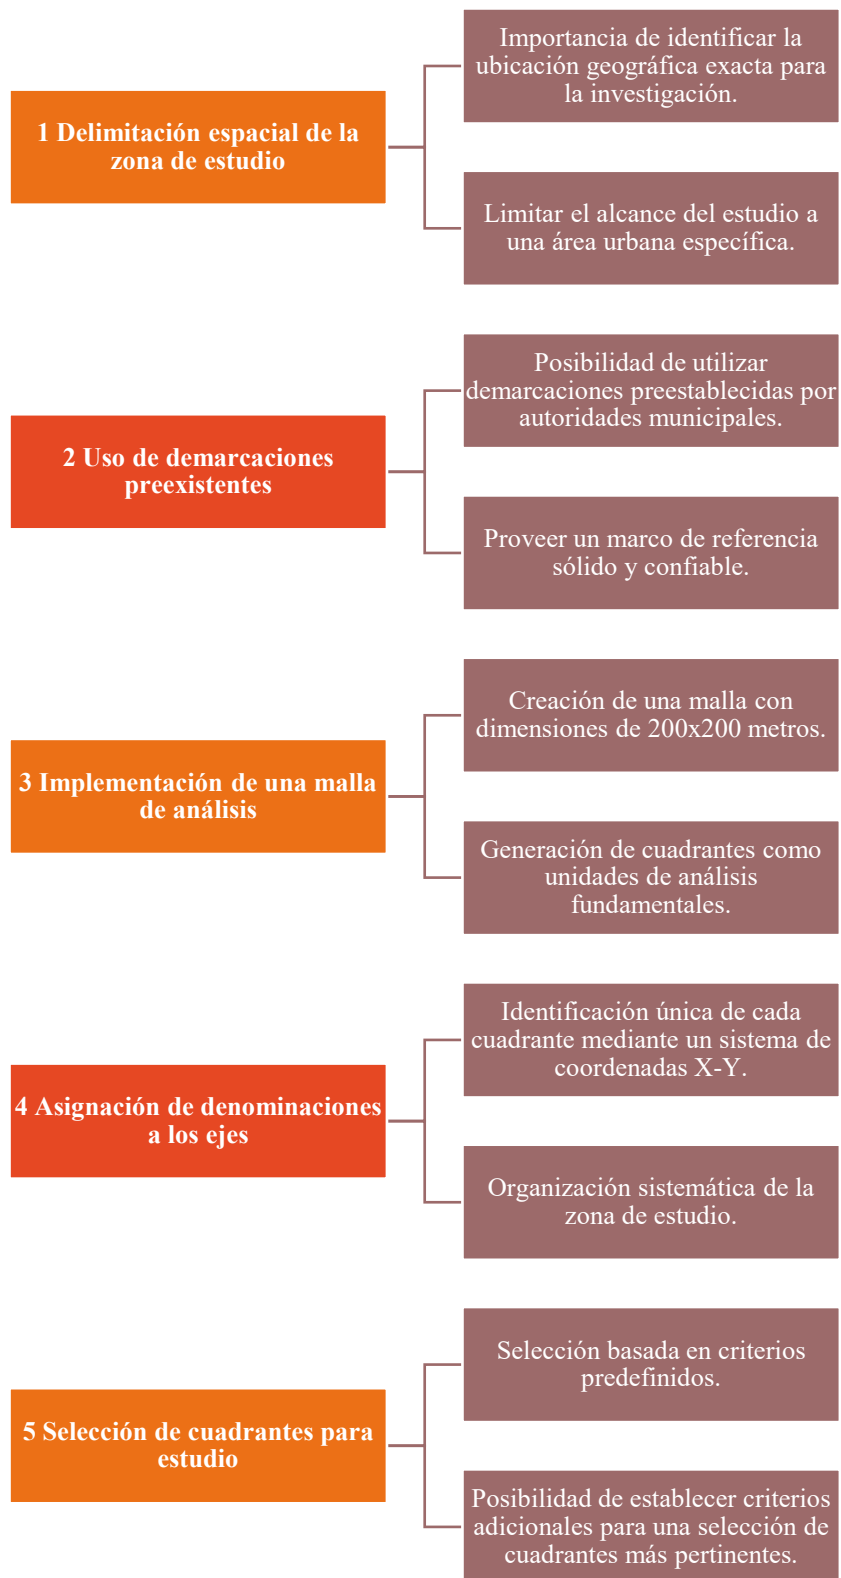 1 Delimitación espacial de la
zona de estudio
Importancia de identificar la
ubicación geográfica exacta para
la investigación.
Limitar el alcance del estudio a
una área urbana específica.
2 Uso de demarcaciones
preexistentes
Posibilidad de utilizar
demarcaciones preestablecidas por
autoridades municipales.
Proveer un marco de referencia
sólido y confiable.
3 Implementación de una malla
de análisis
Creación de una malla con
dimensiones de 200x200 metros.
Generación de cuadrantes como
unidades de análisis
fundamentales.
4 Asignación de denominaciones
a los ejes
Identificación única de cada
cuadrante mediante un sistema de
coordenadas X-Y.
Organización sistemática de la
zona de estudio.
5 Selección de cuadrantes para
estudio
Selección basada en criterios
predefinidos.
Posibilidad de establecer criterios
adicionales para una selección de
cuadrantes más pertinentes.